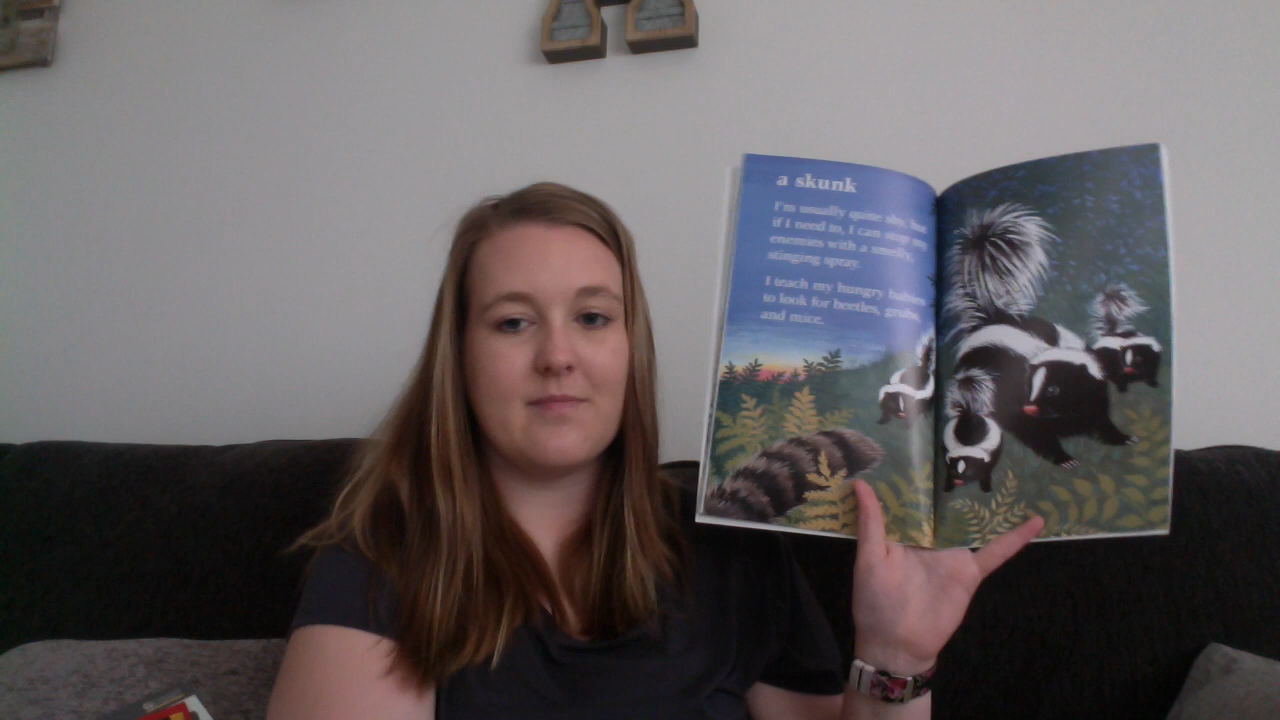 a skunk
I'm usually quite shy, but
if I need to, I can stop my
enemies with a smelly,
stinging spray.
I teach my hungry babies
to look for beetles, grubs,
and mice.